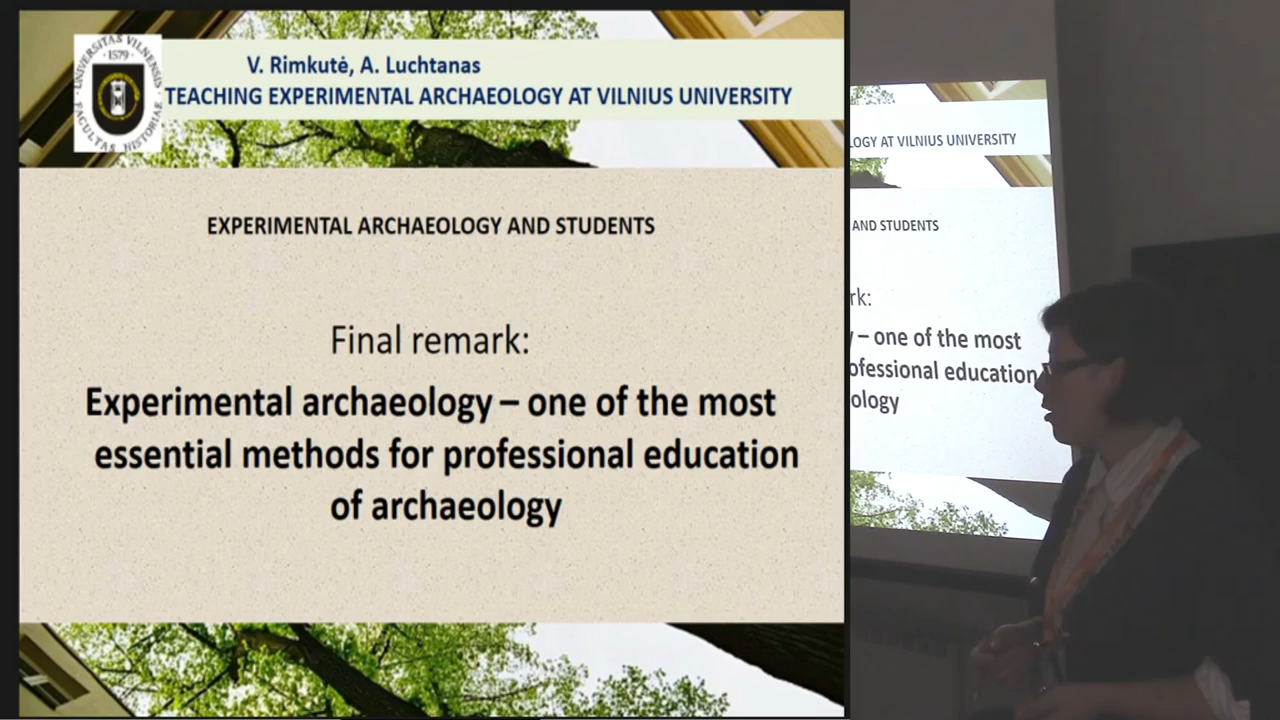 V. Rimkutė, A. Luchtanas
TEACHING EXPERIMENTAL ARCHAEOLOGY AT VILNIUS UNIVERSITY
UNIVERSITAS VILNENSIS
· 1579 ·
FACULTAS HISTORIAE
EXPERIMENTAL ARCHAEOLOGY AND STUDENTS
Final remark:
Experimental archaeology – one of the most
essential methods for professional education
of archaeology
LOGY AT VILNIUS UNIVERSITY
AND STUDENTS
rk:
y – one of the most
ofessional education
ology